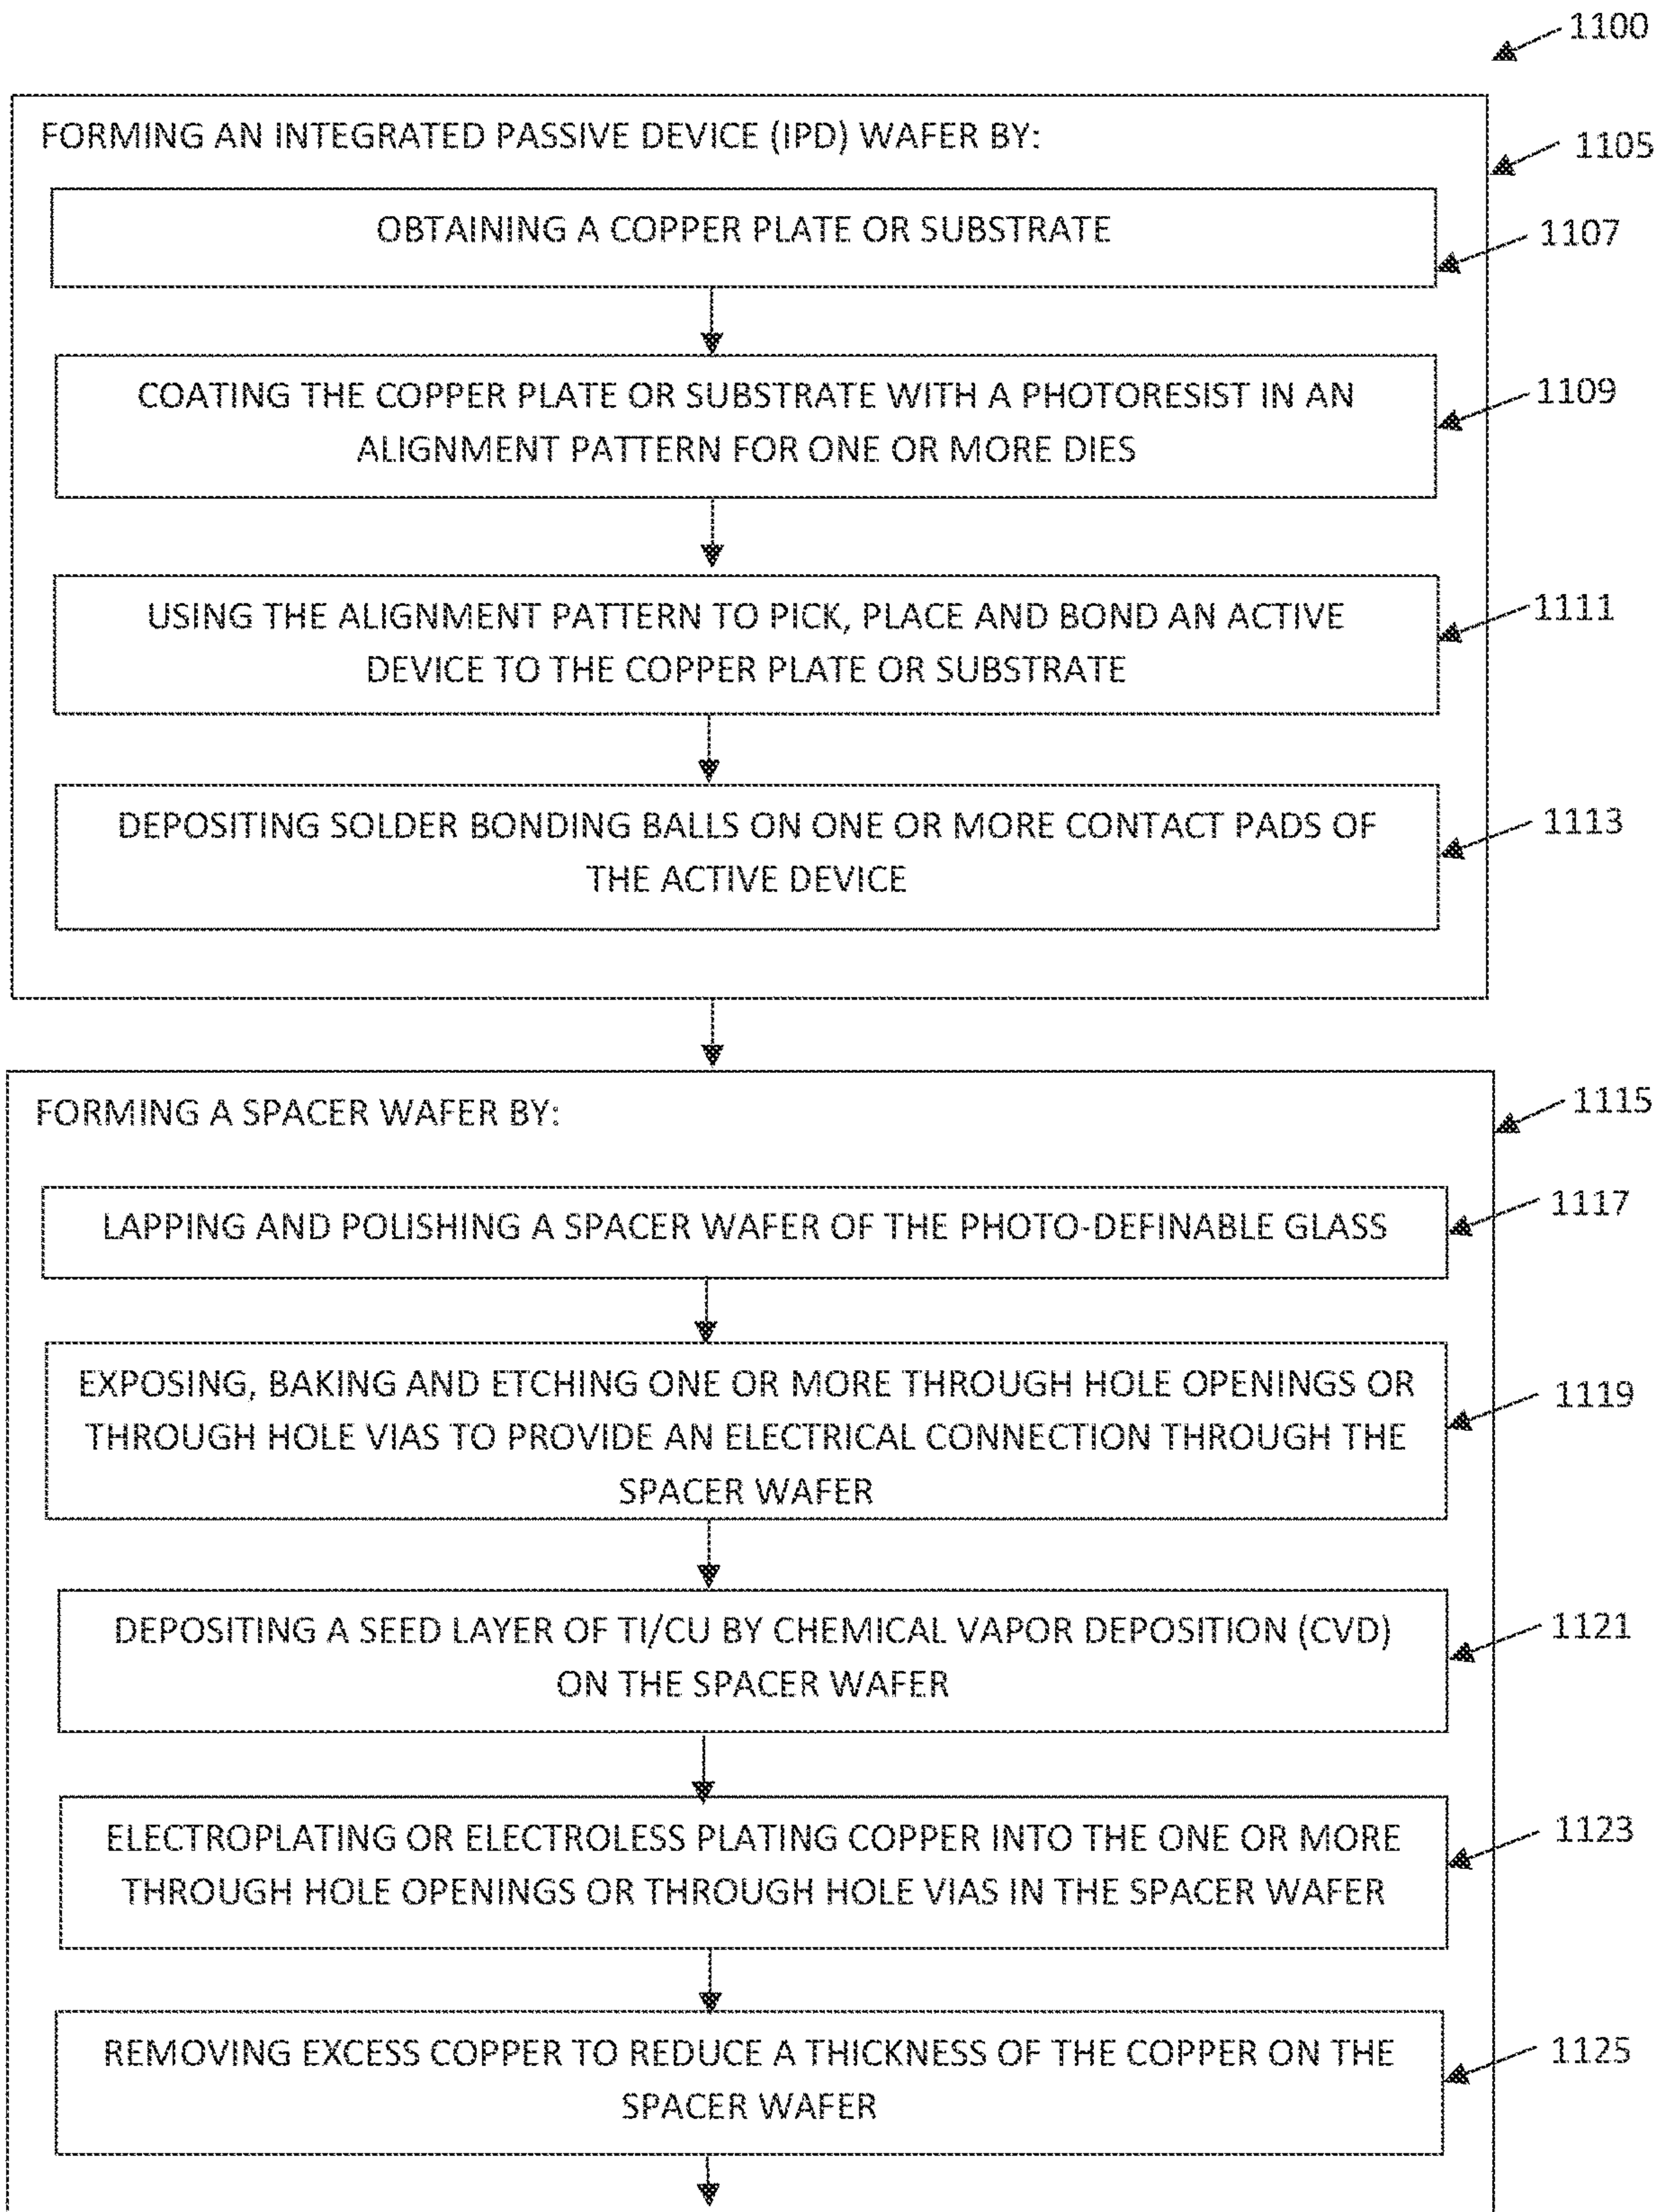 1100
FORMING AN INTEGRATED PASSIVE DEVICE (IPD) WAFER BY:
1105
OBTAINING A COPPER PLATE OR SUBSTRATE
1107
COATING THE COPPER PLATE OR SUBSTRATE WITH A PHOTORESIST IN AN
ALIGNMENT PATTERN FOR ONE OR MORE DIES
1109
USING THE ALIGNMENT PATTERN TO PICK, PLACE AND BOND AN ACTIVE
DEVICE TO THE COPPER PLATE OR SUBSTRATE
1111
DEPOSITING SOLDER BONDING BALLS ON ONE OR MORE CONTACT PADS OF
THE ACTIVE DEVICE
1113
FORMING A SPACER WAFER BY:
1115
LAPPING AND POLISHING A SPACER WAFER OF THE PHOTO-DEFINABLE GLASS
1117
EXPOSING, BAKING AND ETCHING ONE OR MORE THROUGH HOLE OPENINGS OR
THROUGH HOLE VIAS TO PROVIDE AN ELECTRICAL CONNECTION THROUGH THE
SPACER WAFER
1119
DEPOSITING A SEED LAYER OF TI/CU BY CHEMICAL VAPOR DEPOSITION (CVD)
ON THE SPACER WAFER
1121
ELECTROPLATING OR ELECTROLESS PLATING COPPER INTO THE ONE OR MORE
THROUGH HOLE OPENINGS OR THROUGH HOLE VIAS IN THE SPACER WAFER
1123
REMOVING EXCESS COPPER TO REDUCE A THICKNESS OF THE COPPER ON THE
SPACER WAFER
1125